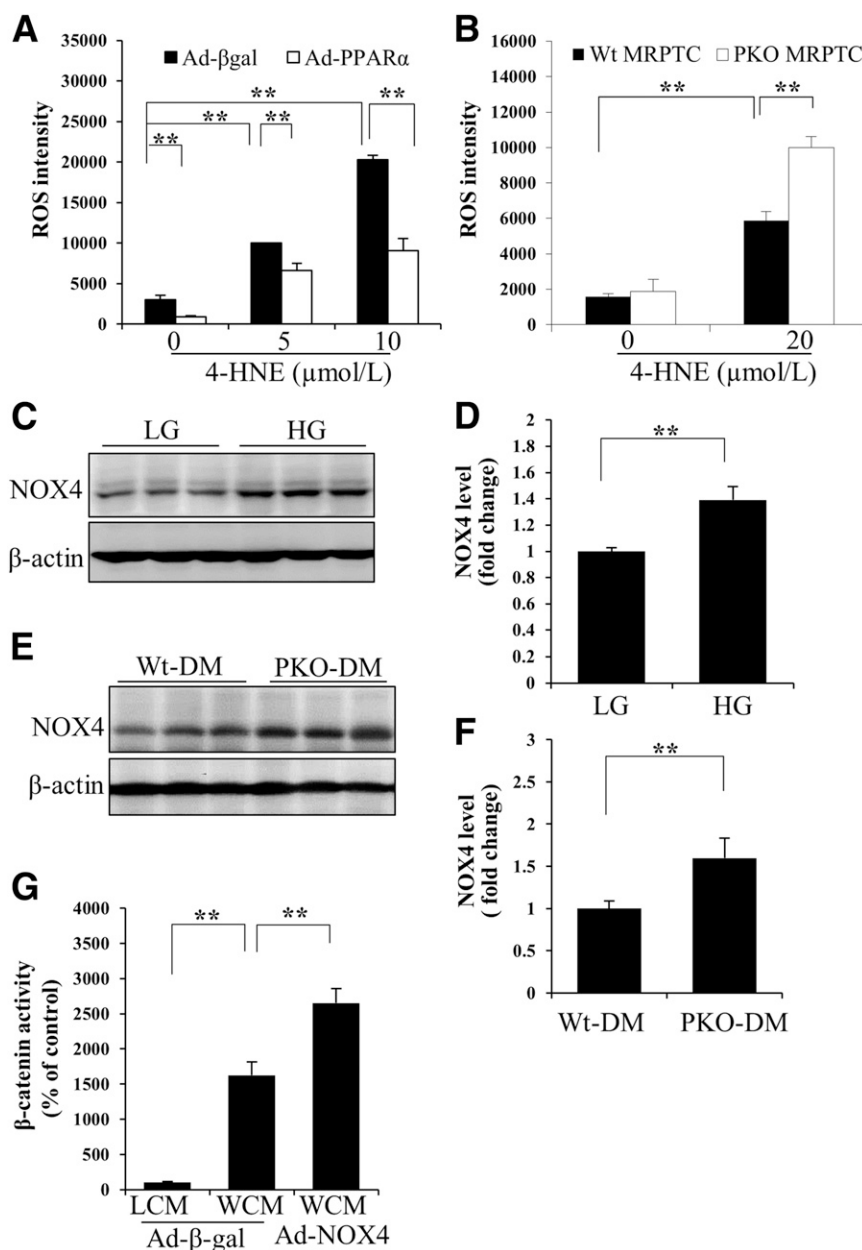 A
Ad-βgal
Ad-PPARα
ROS intensity
35000
30000
25000
20000
15000
10000
5000
0
**
**
**
**
**
0
5
10
4-HNE (µmol/L)
B
Wt MRPTC
PKO MRPTC
ROS intensity
16000
14000
12000
10000
8000
6000
4000
2000
0
**
**
0
20
4-HNE (µmol/L)
C
LG
HG
NOX4
β-actin
D
NOX4 level
(fold change)
2
1.8
1.6
1.4
1.2
1
0.8
0.6
0.4
0.2
0
**
LG
HG
E
Wt-DM
PKO-DM
NOX4
β-actin
F
NOX4 level
( fold change)
3
2.5
2
1.5
1
0.5
0
**
Wt-DM
PKO-DM
G
β-catenin activity
(% of control)
4000
3500
3000
2500
2000
1500
1000
500
0
**
**
LCM
WCM
WCM
Ad-β-gal
Ad-NOX4